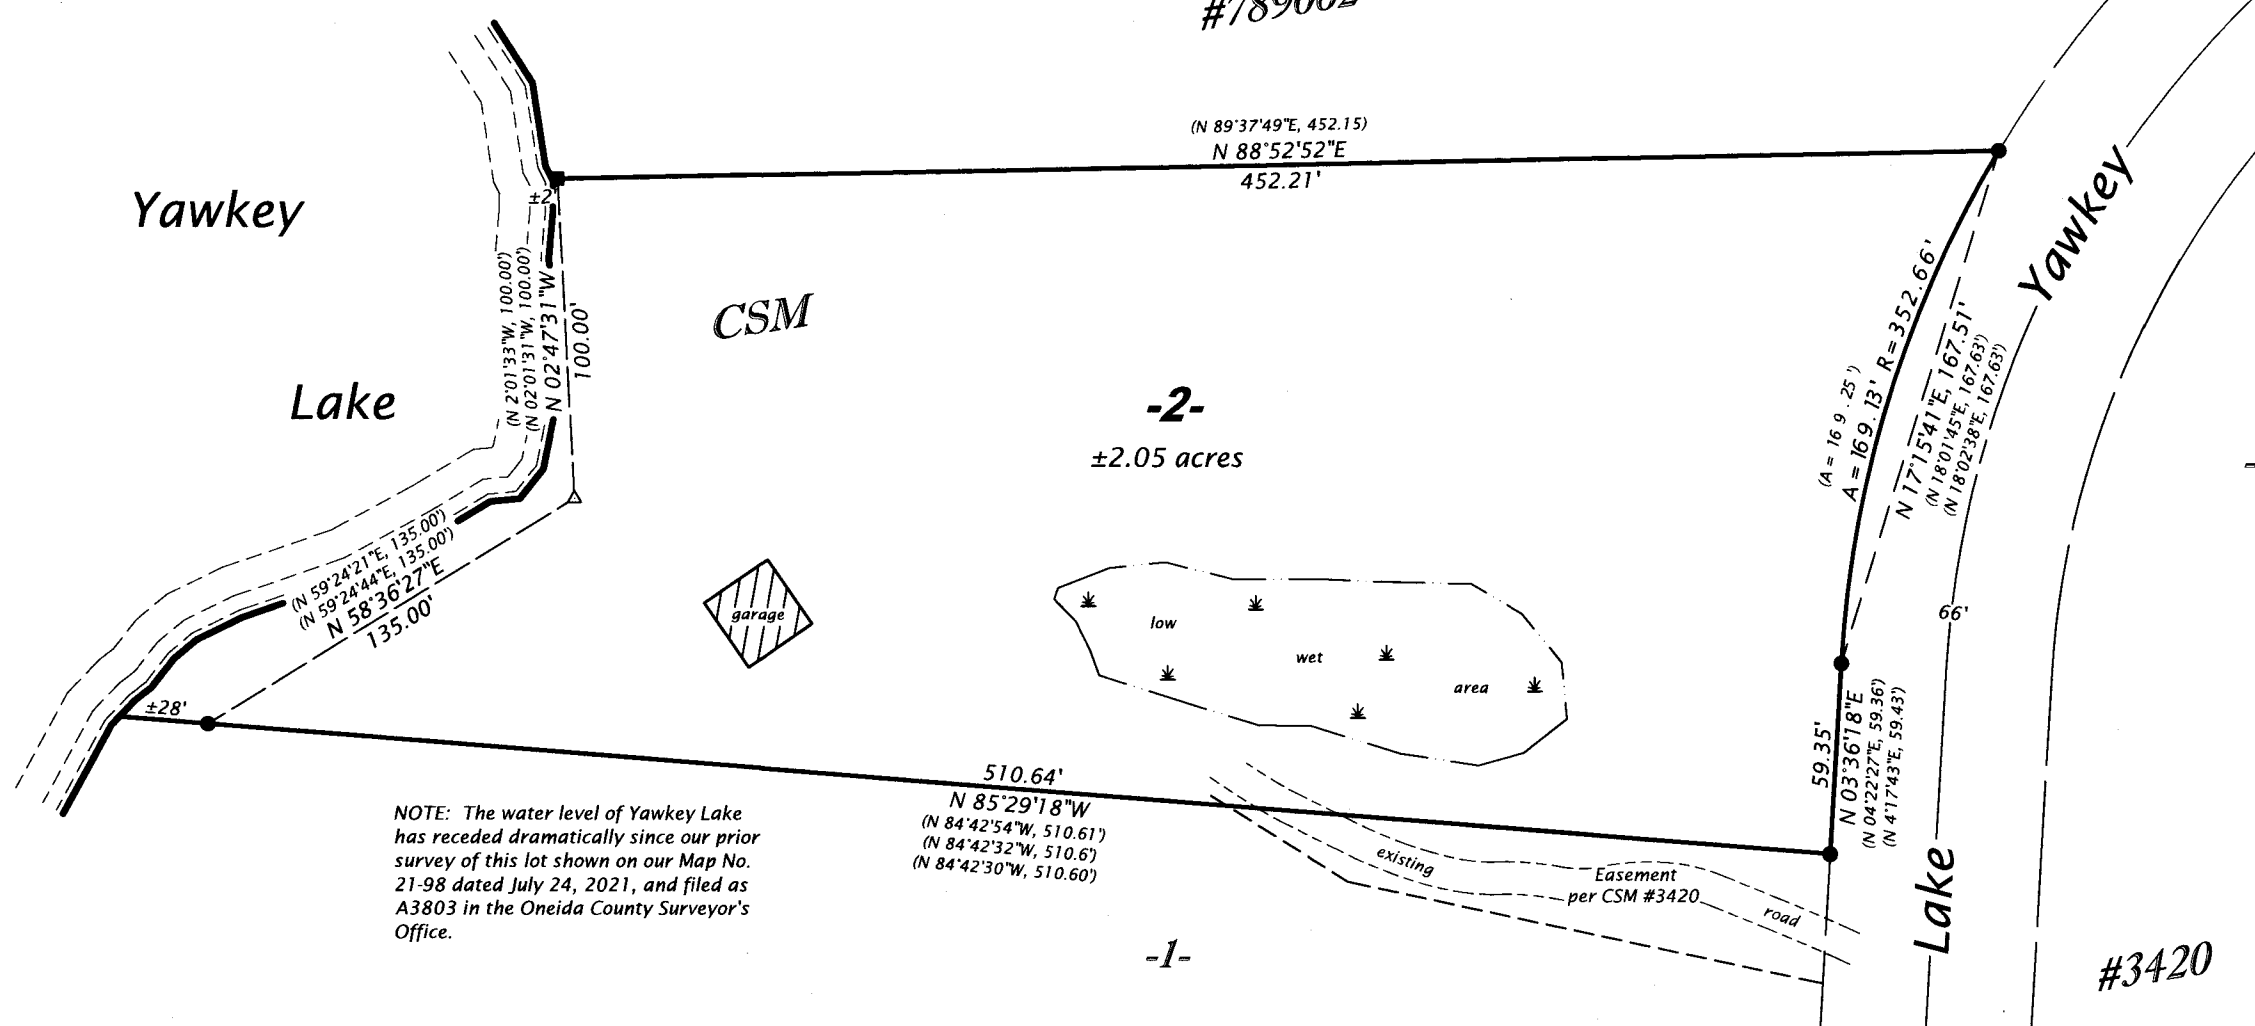 (N 89°37'49"E, 452.15)
N 88°52'52"E
452.21'
Yawkey
Lake
±2
(N 2°01'33"W, 100.00')
(N 02°01'31"W, 100.00')
N 02°47'31"W
100.00'
CSM
-2-
±2.05 acres
(A = 169.25')
A = 169.13' R = 352.66'
N 17°15'41"E, 167.51'
(N 18°01'45"E, 167.63')
(N 18°02'38"E, 167.63')
Yawkey
Lake
66'
(N 59°24'21"E, 135.00')
(N 59°24'44"E, 135.00')
N 58°36'27"E
135.00'
±28'
garage
low
wet
area
59.35'
N 03°36'18"E
(N 04°22'27"E, 59.36')
(N 4°17'43"E, 59.43')
510.64'
N 85°29'18"W
(N 84°42'54"W, 510.61')
(N 84°42'32"W, 510.6')
(N 84°42'30"W, 510.60')
NOTE: The water level of Yawkey Lake
has receded dramatically since our prior
survey of this lot shown on our Map No.
21-98 dated July 24, 2021, and filed as
A3803 in the Oneida County Surveyor's
Office.
existing
road
Easement
per CSM #3420
-1-
#3420